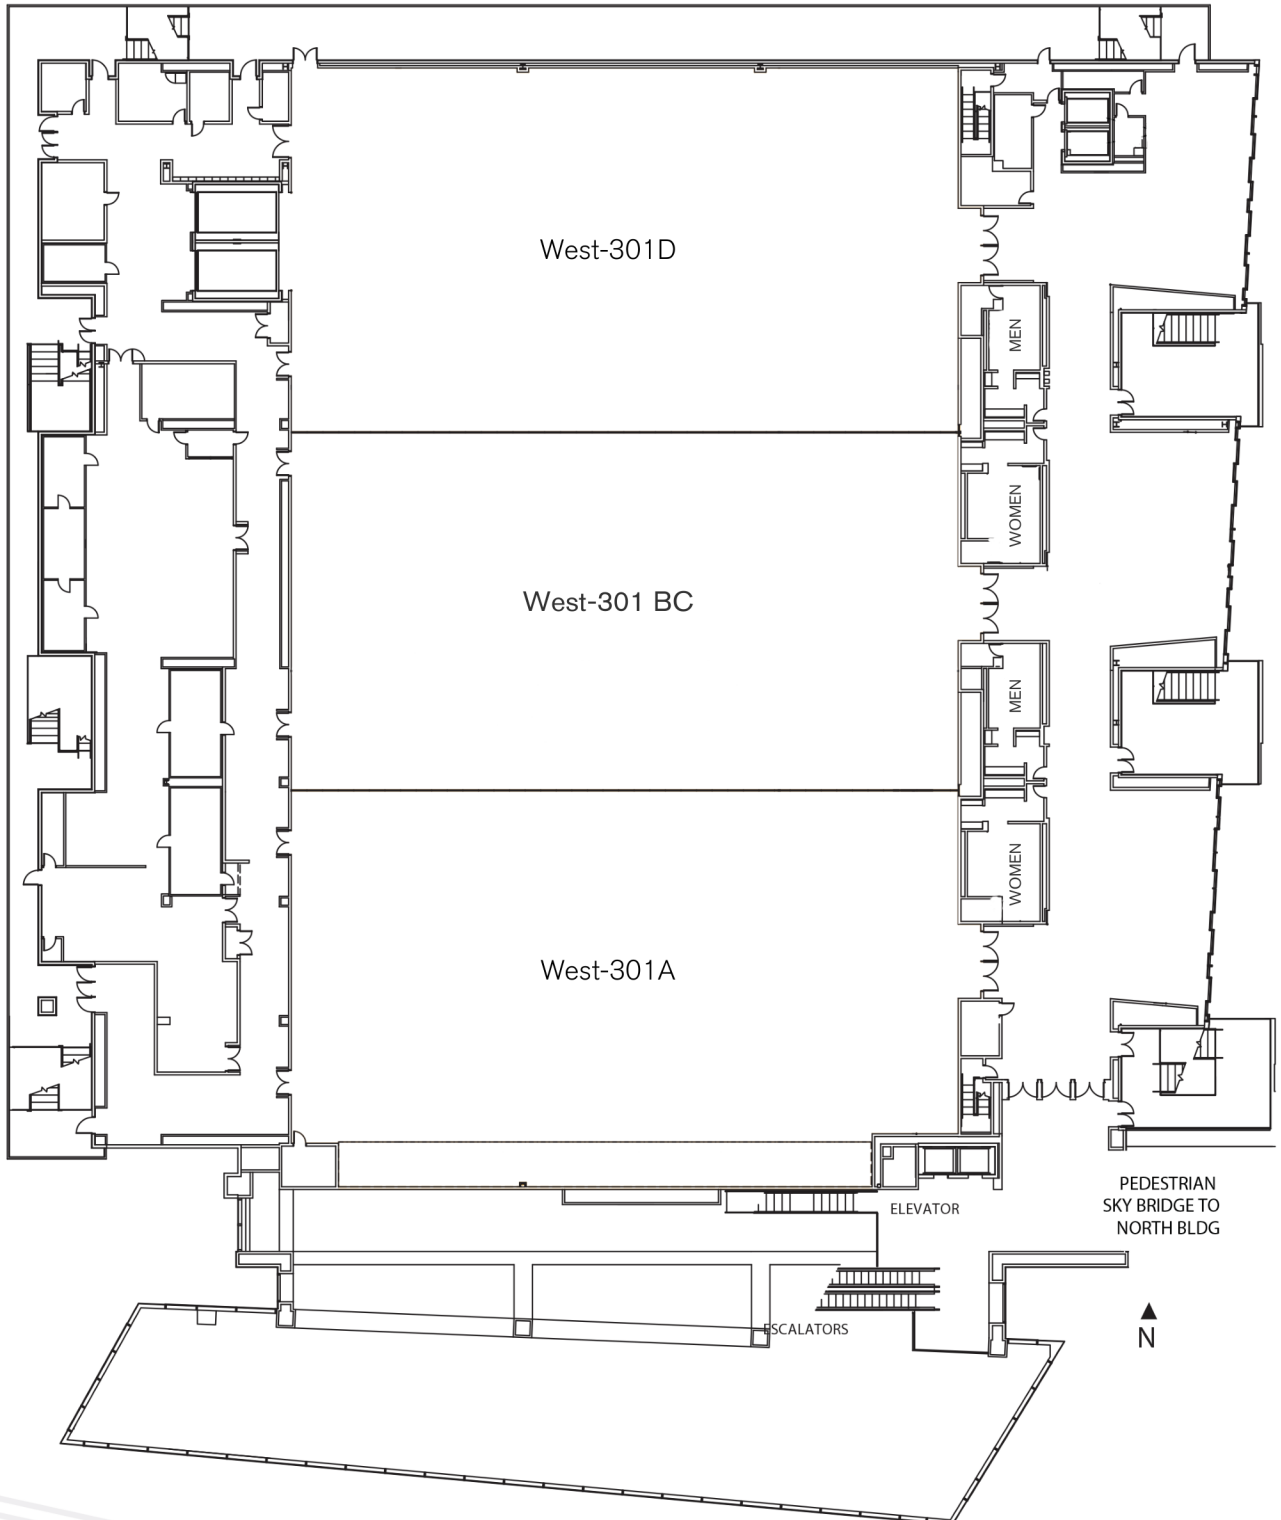 West-301D
MEN
WOMEN
West-301 BC
MEN
WOMEN
West-301A
PEDESTRIAN
SKY BRIDGE TO
NORTH BLDG
ELEVATOR
ESCALATORS
N